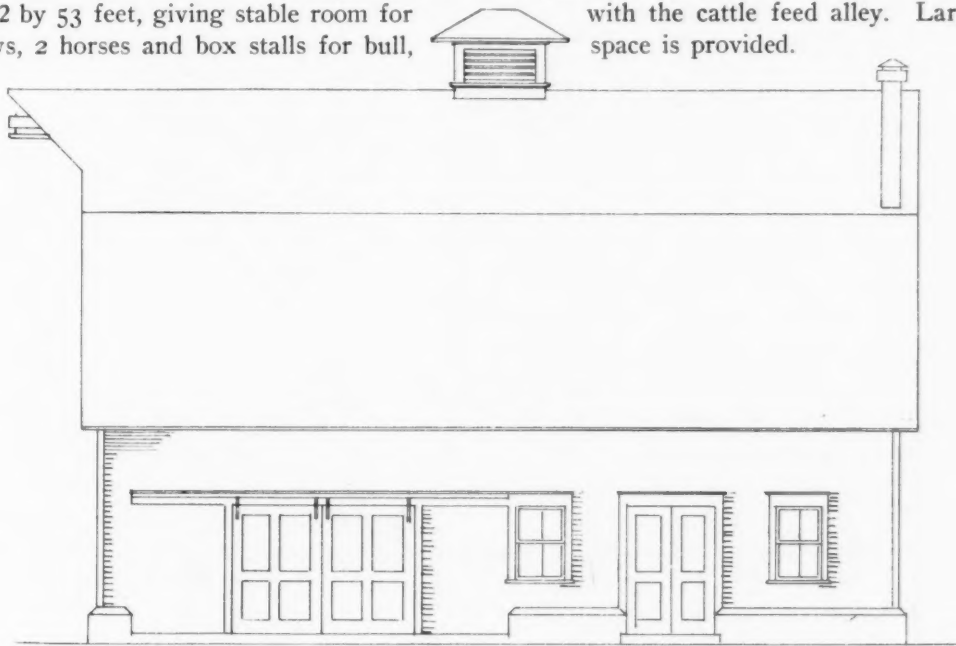 2 by 53 feet, giving stable room for
2 horses and box stalls for bull,
with the cattle feed alley. Lar
space is provided.